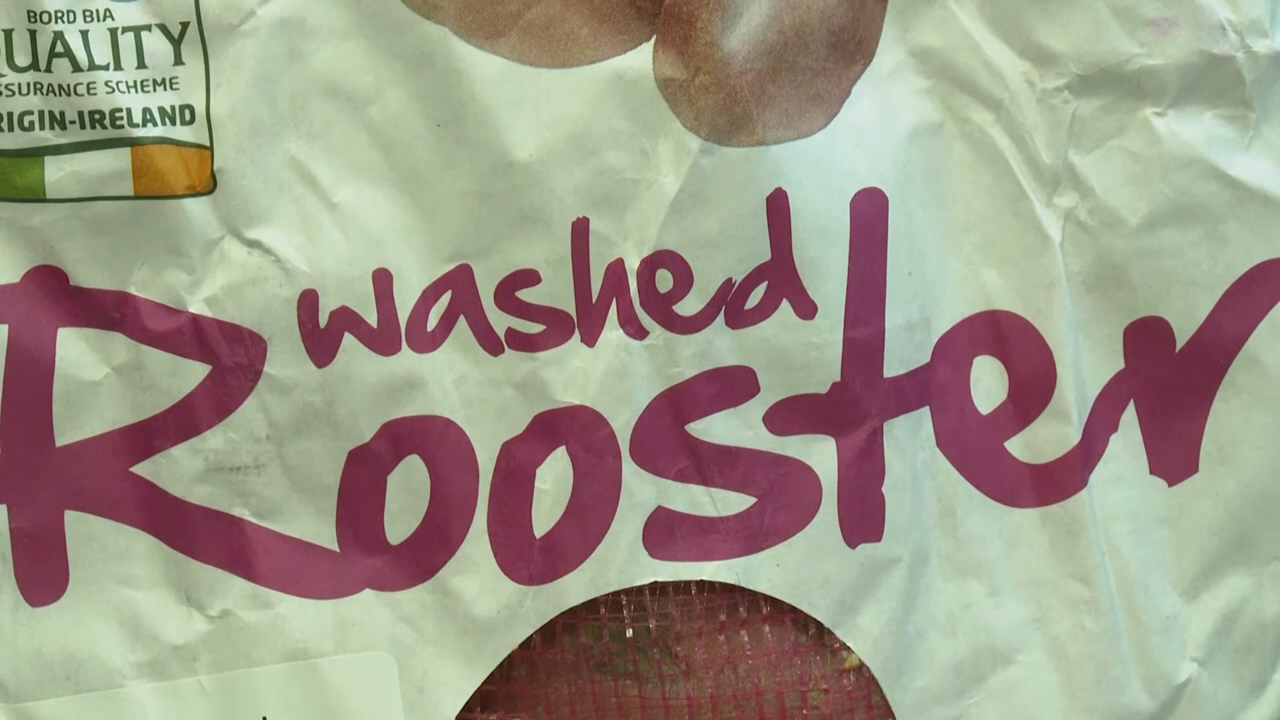 BORD BIA
QUALITY
ASSURANCE SCHEME
ORIGIN-IRELAND
washed
Rooster